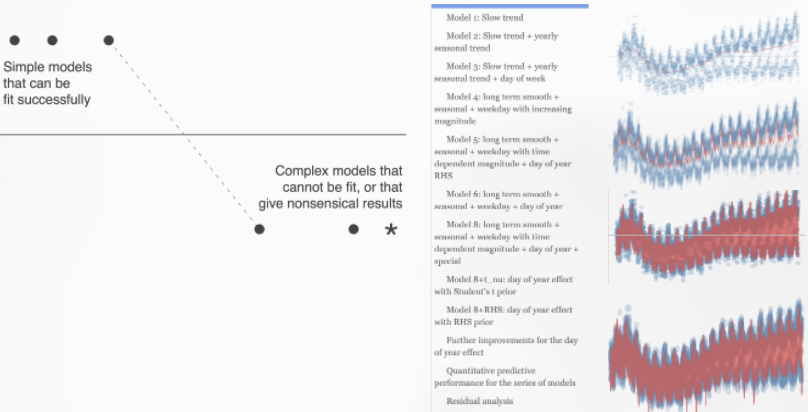 Simple models
that can be
fit successfully
Complex models that
cannot be fit, or that
give nonsensical results
*
Model 1: Slow trend
Model 2: Slow trend + yearly
seasonal trend
Model 3: Slow trend + yearly
seasonal trend + day of week
Model 4: long term smooth +
seasonal + weekday with increasing
magnitude
Model 5: long term smooth +
seasonal + weekday with time
dependent magnitude + day of year
RHS
Model 6: long term smooth +
seasonal + weekday + day of year
Model 8: long term smooth +
seasonal + weekday with time
dependent magnitude + day of year +
special
Model 8+t_nu: day of year effect
with Student's t prior
Model 8+RHS: day of year effect
with RHS prior
Further improvements for the day
of year effect
Quantitative predictive
performance for the series of models
Residual analysis